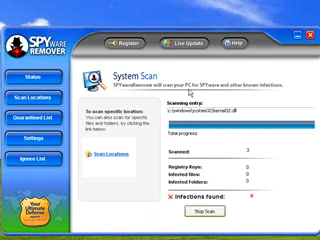 SPYWARE
REMOVER
Register
Live Update
Help
Status
Scan Locations
Quarantined List
Settings
Ignore List
Your
Ultimate
Defense
System Scan
SPYwareRemover will scan your PC for SPYware and other known infections.
To scan specific location:
You can also scan for specific
files and folders, by clicking the
link below
Scan Locations
Scanning entry:
c:\windows\system32\kernel32.dll
Total progress:
Scanned: 3
Registry Keys: 0
Infected files: 0
Infected Folders: 0
Infections found: 0
Stop Scan